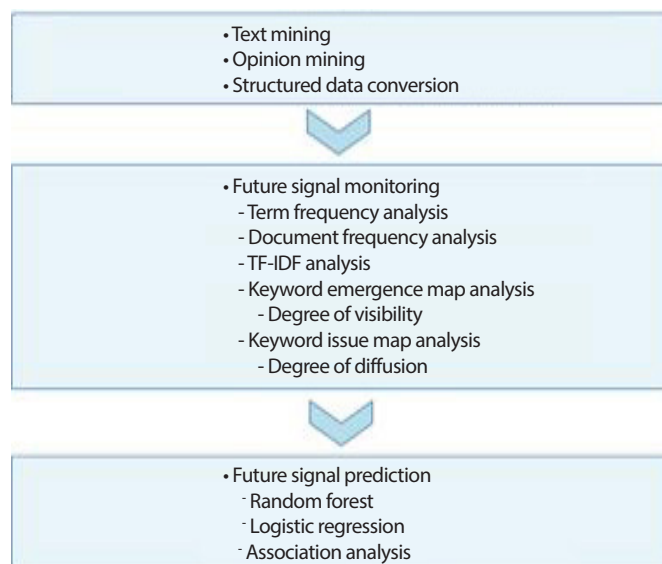 • Text mining
• Opinion mining
• Structured data conversion
• Future signal monitoring
- Term frequency analysis
- Document frequency analysis
- TF-IDF analysis
- Keyword emergence map analysis
- Degree of visibility
- Keyword issue map analysis
- Degree of diffusion
• Future signal prediction
- Random forest
- Logistic regression
- Association analysis